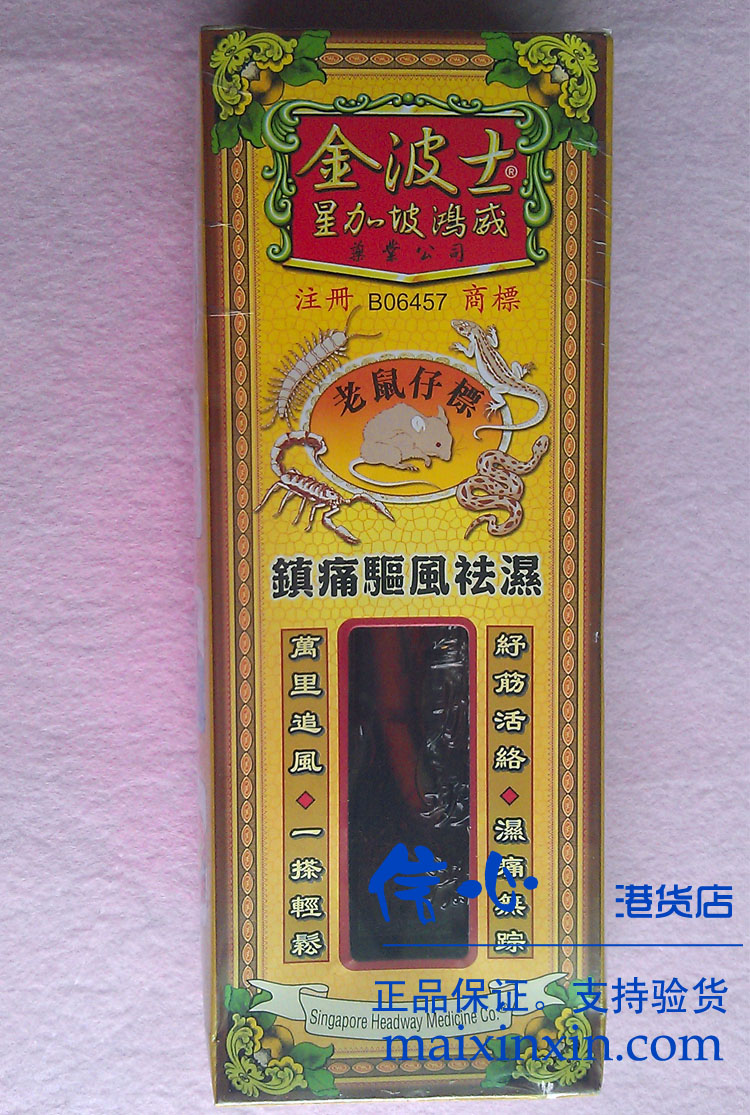 金波士®
星加坡鴻威
藥業公司
注冊 B06457 商標
老鼠仔標
鎮痛驅風祛濕
萬里追風◆一搽輕鬆
紓筋活絡◆濕痛無踪
Singapore Headway Medicine Co.®
信心 港货店
正品保证。支持验货
maixinxin.com